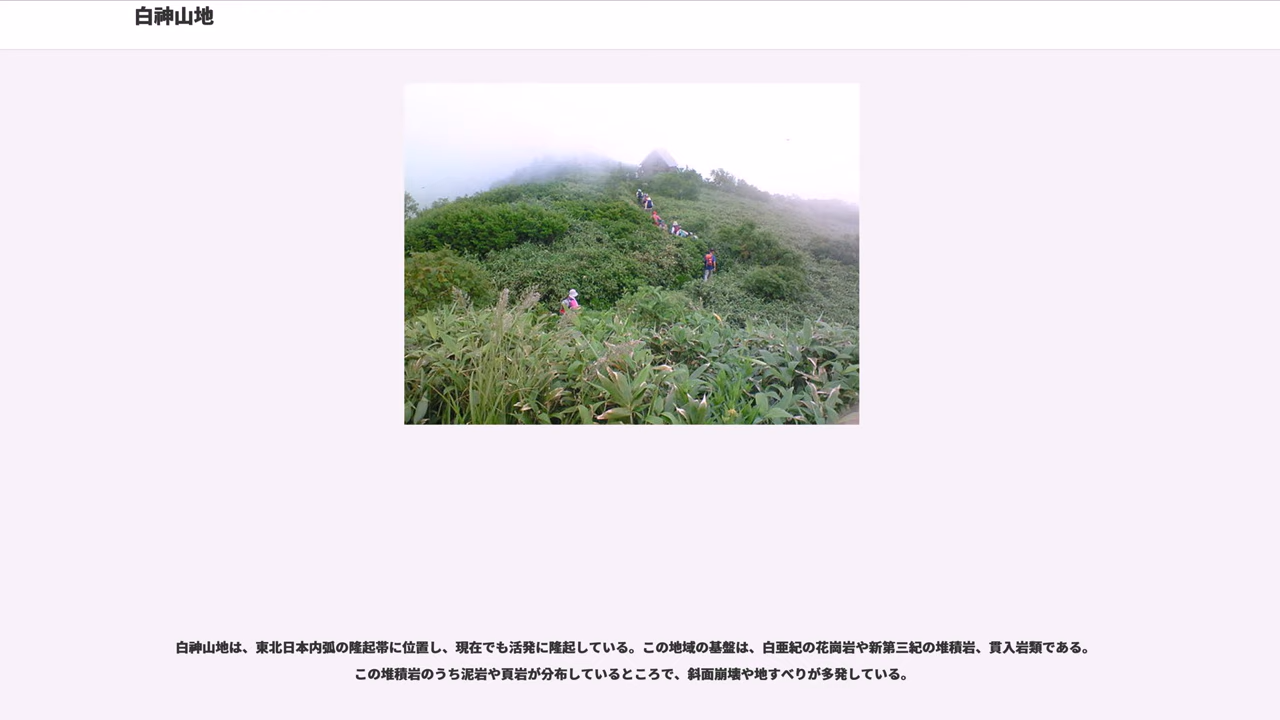 白神山地
白神山地は、東北日本内弧の隆起帯に位置し、現在でも活発に隆起している。この地域の基盤は、白亜紀の花崗岩や新第三紀の堆積岩、貫入岩類である。
この堆積岩のうち泥岩や頁岩が分布しているところで、斜面崩壊や地すべりが多発している。